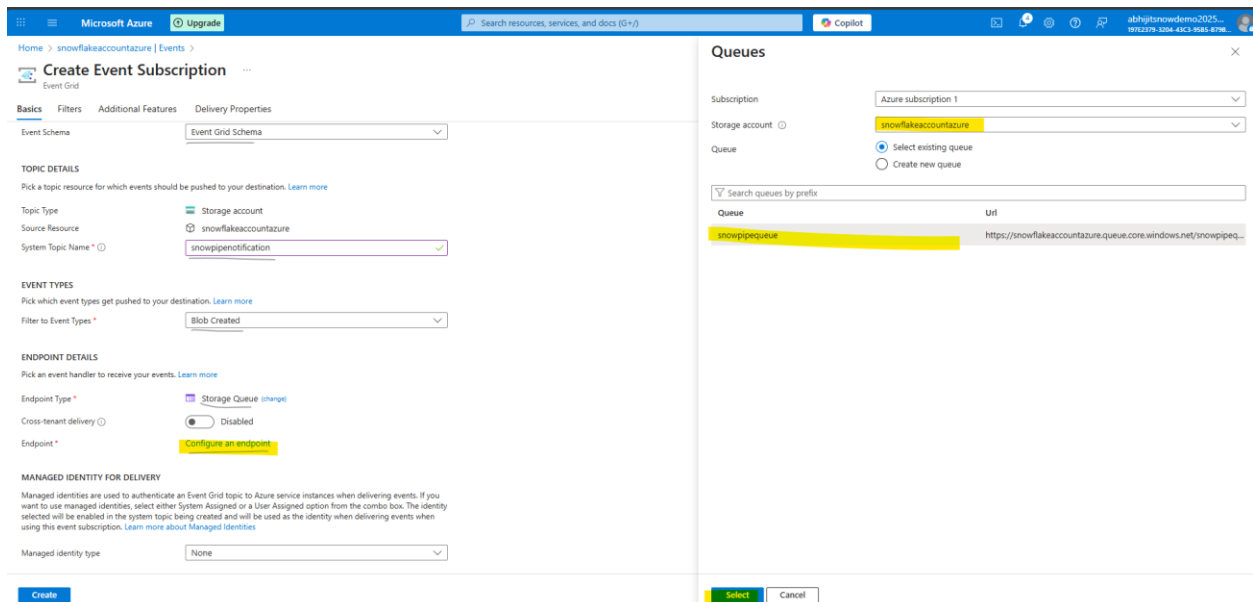 Microsoft Azure
Upgrade
Search resources, services, and docs (G+/)
Copilot
4
abhijitsnowdemo2025...
Home > snowflakeaccountazure | Events >
Create Event Subscription ...
Event Grid
Basics Filters Additional Features Delivery Properties
Event Schema Event Grid Schema
TOPIC DETAILS
Pick a topic resource for which events should be pushed to your destination. Learn more
Topic Type Storage account
Source Resource snowflakeaccountazure
System Topic Name * snowpipenotification
EVENT TYPES
Pick which event types get pushed to your destination. Learn more
Filter to Event Types * Blob Created
ENDPOINT DETAILS
Pick an event handler to receive your events. Learn more
Endpoint Type * Storage Queue (change)
Cross-tenant delivery Disabled
Endpoint * Configure an endpoint
MANAGED IDENTITY FOR DELIVERY
Managed identities are used to authenticate an Event Grid topic to Azure service instances when delivering events. If you
want to use managed identities, select either System Assigned or a User Assigned option from the combo box. The identity
selected will be enabled in the system topic being created and will be used as the identity when delivering events when
using this event subscription. Learn more about Managed Identities
Managed identity type None
Create
Queues
Subscription Azure subscription 1
Storage account snowflakeaccountazure
Queue Select existing queue
Create new queue
Search queues by prefix
Queue Url
snowpipequeue https://snowflakeaccountazure.queue.core.windows.net/snowpipeq...
Select Cancel